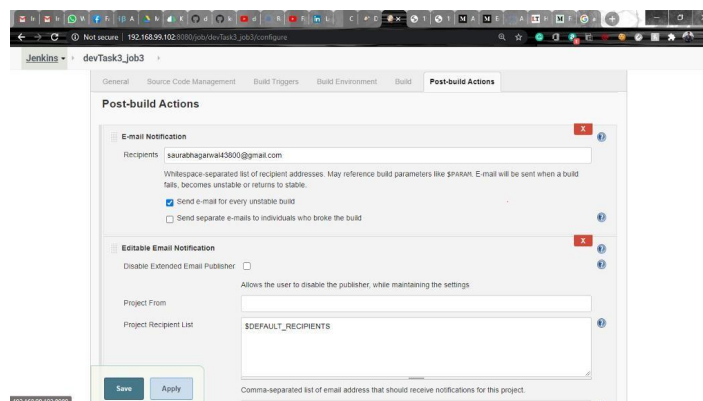 Not secure | 192.168.99.102:8080/job/devTask3_job3/configure
Jenkins devTask3_job3
General Source Code Management Build Triggers Build Environment Build Post-build Actions
Post-build Actions
E-mail Notification
X
Recipients saurabhagarwal43800@gmail.com
Whitespace-separated list of recipient addresses. May reference build parameters like $PARAM. E-mail will be sent when a build
fails, becomes unstable or returns to stable.
Send e-mail for every unstable build
Send separate e-mails to individuals who broke the build
Editable Email Notification
X
Disable Extended Email Publisher
Allows the user to disable the publisher, while maintaining the settings
Project From
Project Recipient List $DEFAULT_RECIPIENTS
Save Apply
Comma-separated list of email address that should receive notifications for this project.